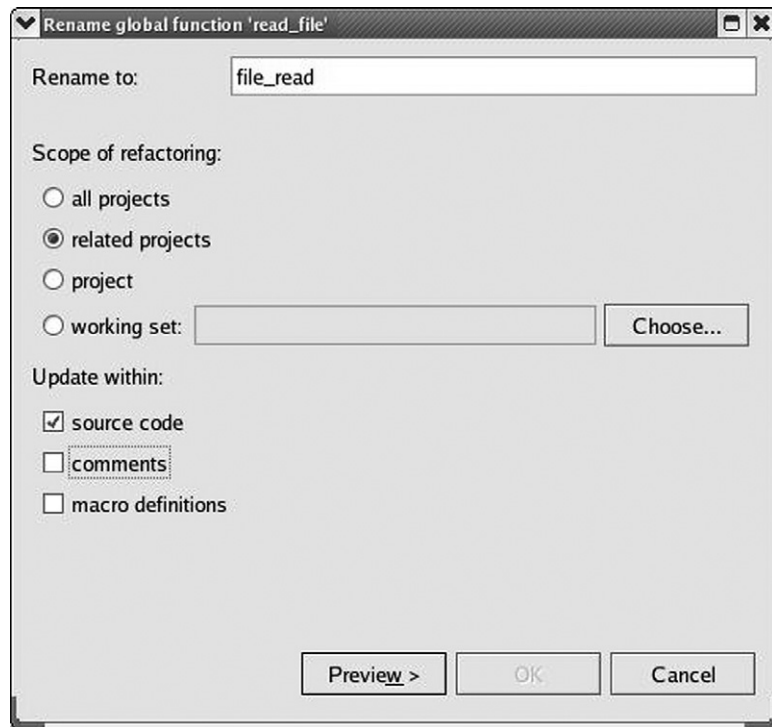 Rename global function 'read_file'
Rename to: file_read
Scope of refactoring:
all projects
related projects
project
working set: Choose...
Update within:
source code
comments
macro definitions
Preview > OK Cancel